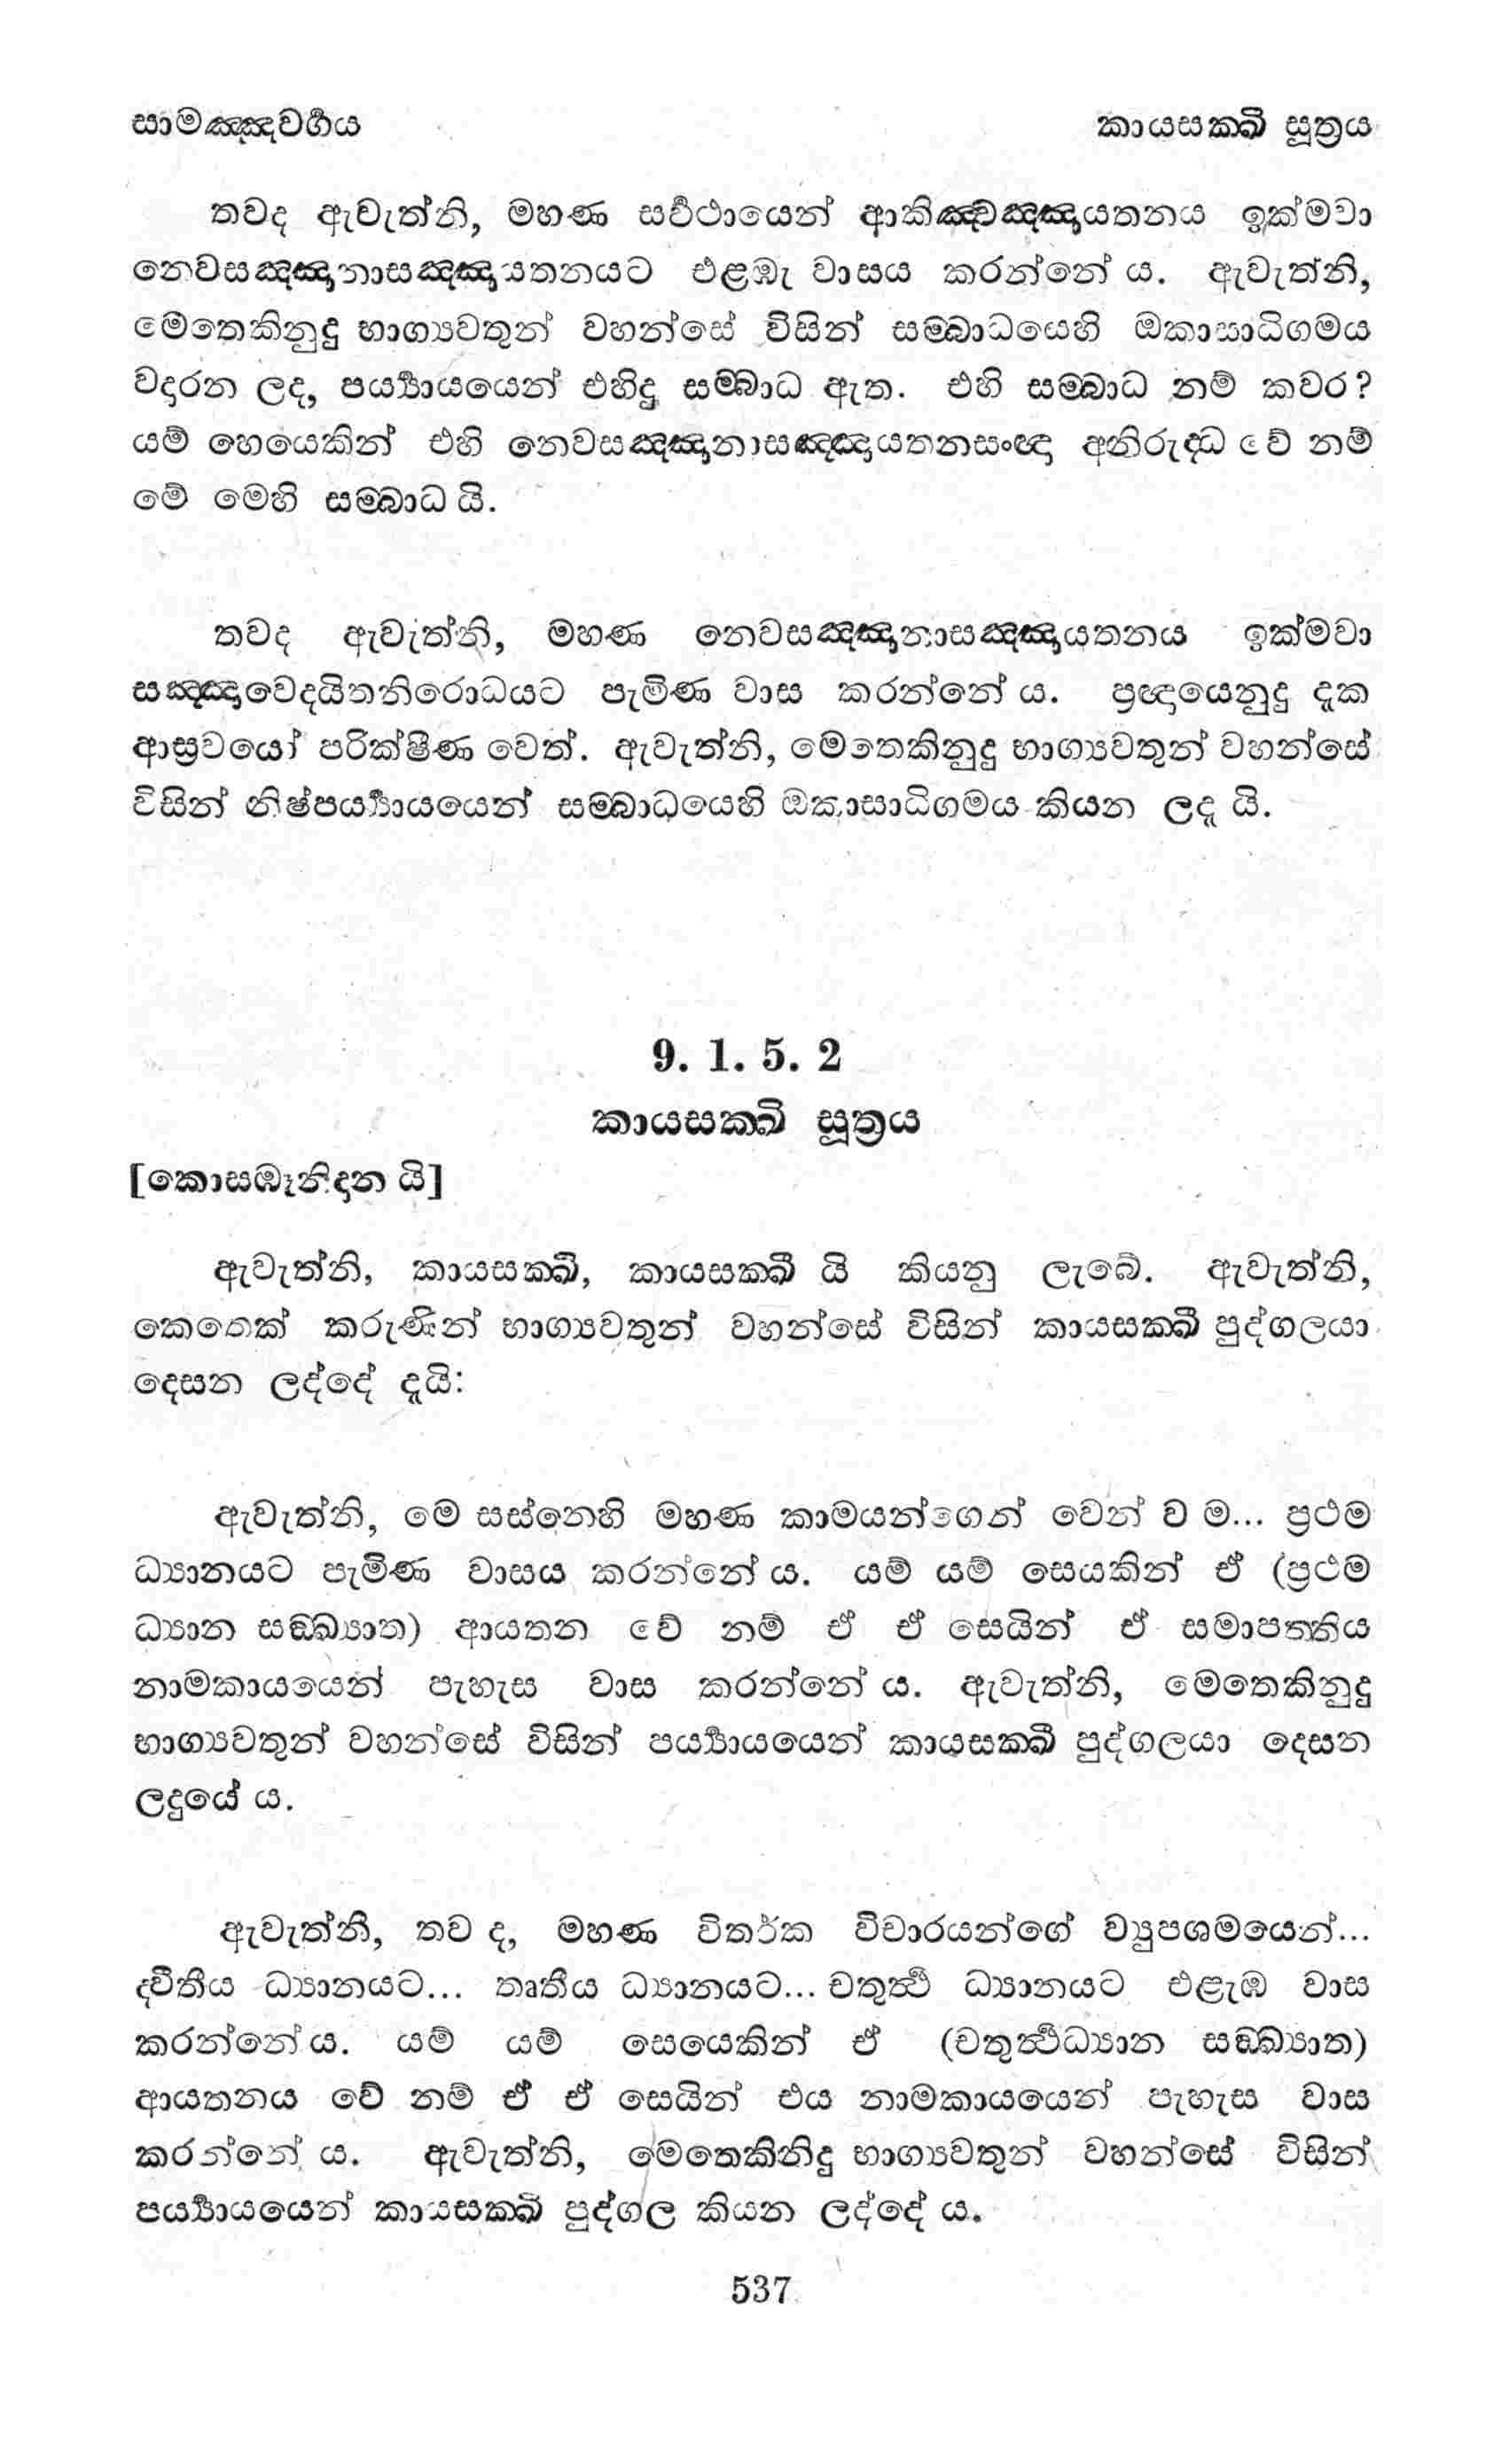 සාමඤ්ඤවර්‍ගය
කායසක්ඛී සූත්‍රය
තවද ඇවැත්නි, මහණ සර්‍වථායෙන් ආකිඤ්චඤ්ඤායතනය ඉක්මවා
නෙවසඤ්ඤානාසඤ්ඤායතනයට එළඹැ වාසය කරන්නේ ය. ඇවැත්නි,
මෙතෙකිනුදු භාග්‍යවතුන් වහන්සේ විසින් සම්බාධයෙහි ඔකාසාධිගමය
වදරන ලද, පර්‍ය්‍යායයෙන් එහිදු සම්බාධ ඇත. එහි සම්බාධ නම් කවර?
යම් හෙයෙකින් එහි නෙවසඤ්ඤානාසඤ්ඤායතනසංඥා අනිරුද්ධ වේ නම්
මේ මෙහි සම්බාධ යි.
තවද ඇවැත්නි, මහණ නෙවසඤ්ඤානාසඤ්ඤායතනය ඉක්මවා
සඤ්ඤාවෙදයිතනිරොධයට පැමිණ වාස කරන්නේ ය. ප්‍රඥායෙනුදු දැක
ආස්‍රවයෝ පරික්ෂීණ වෙත්. ඇවැත්නි, මෙතෙකිනුදු භාග්‍යවතුන් වහන්සේ
විසින් නිෂ්පර්‍ය්‍යායයෙන් සම්බාධයෙහි ඔකාසාධිගමය කියන ලදැ යි.
9. 1. 5. 2
කායසක්ඛි සූත්‍රය
[කොසඹෑනිදාන යි]
ඇවැත්නි, කායසක්ඛී, කායසක්ඛී යි කියනු ලැබේ. ඇවැත්නි,
කෙතෙක් කරුණින් භාග්‍යවතුන් වහන්සේ විසින් කායසක්ඛී පුද්ගලයා
දෙසන ලද්දේ දැයි:
ඇවැත්නි, මෙ සස්නෙහි මහණ කාමයන්ගෙන් වෙන් ව ම... ප්‍රථම
ධ්‍යානයට පැමිණ වාසය කරන්නේ ය. යම් යම් සෙයකින් ඒ (ප්‍රථම
ධ්‍යාන සඞ්ඛ්‍යාත) ආයතන වේ නම් ඒ ඒ සෙයින් ඒ සමාපත්තිය
නාමකායයෙන් පැහැස වාස කරන්නේ ය. ඇවැත්නි, මෙතෙකිනුදු
භාග්‍යවතුන් වහන්සේ විසින් පර්‍ය්‍යායයෙන් කායසක්ඛී පුද්ගලයා දෙසන
ලදුයේ ය.
ඇවැත්නී, තව ද, මහණ විතර්‍ක විචාරයන්ගේ ව්‍යුපශමයෙන්...
ද්විතීය ධ්‍යානයට... තෘතීය ධ්‍යානයට... චතුර්‍ත්‍ථ ධ්‍යානයට එළැඹ වාස
කරන්නේ ය. යම් යම් සෙයෙකින් ඒ (චතුර්‍ත්‍ථධ්‍යාන සඞ්ඛ්‍යාත)
ආයතනය වේ නම් ඒ ඒ සෙයින් එය නාමකායයෙන් පැහැස වාස
කරන්නේ ය. ඇවැත්නි, මෙතෙකිනිදු භාග්‍යවතුන් වහන්සේ විසින්
පර්‍ය්‍යායයෙන් කායසක්ඛි පුද්ගල කියන ලද්දේ ය.
537